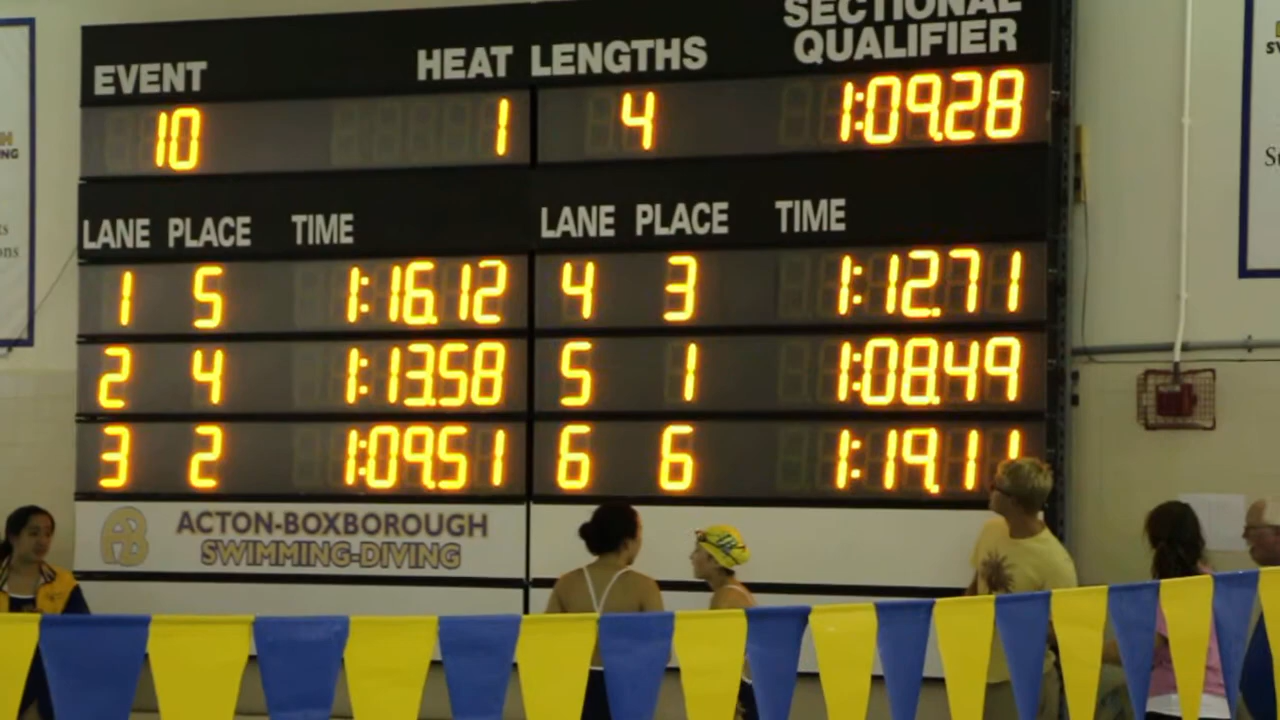 EVENT HEAT LENGTHS SECTIONAL QUALIFIER
10 1 4 1:09.28
LANE PLACE TIME LANE PLACE TIME
1 5 1:16.12 4 3 1:12.71
2 4 1:13.58 5 1 1:08.49
3 2 1:09.51 6 6 1:19.11
AB ACTON-BOXBOROUGH
SWIMMING-DIVING